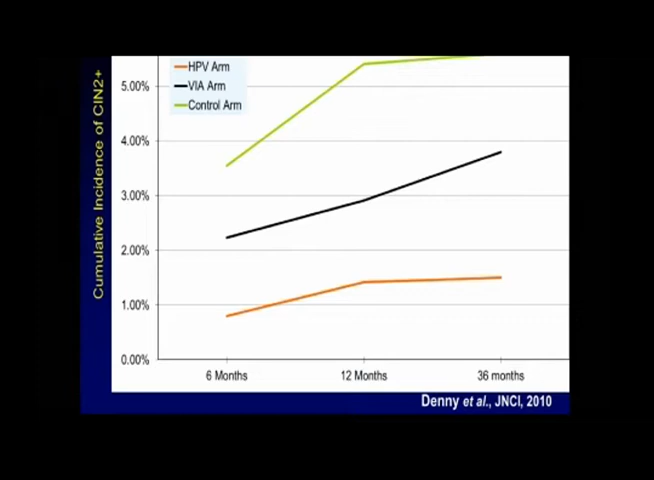 Cumulative Incidence of CIN2+
HPV Arm
VIA Arm
Control Arm
5.00%
4.00%
3.00%
2.00%
1.00%
0.00%
6 Months
12 Months
36 months
Denny et al., JNCI, 2010